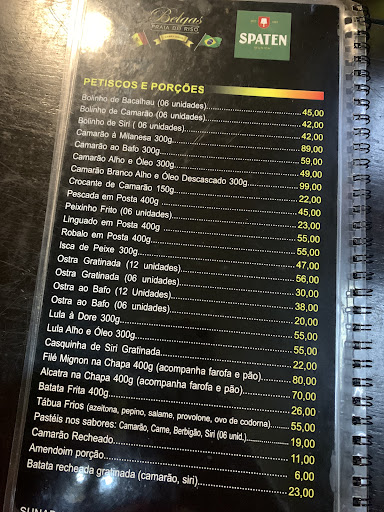 Belgas
PRAIA DO RISO
SPATEN
PETISCOS E PORÇÕES
Bolinho de Bacalhau (06 unidades)....45,00
Bolinho de Camarão (06 unidades)....42,00
Bolinho de Siri ( 06 unidades)....42,00
Camarão à Milanesa 300g....89,00
Camarão ao Bafo 300g....59,00
Camarão Alho e Óleo 300g....49,00
Camarão Branco Alho e Óleo Descascado 300g....99,00
Crocante de Camarão 150g....22,00
Pescada em Posta 400g....45,00
Peixinho Frito (06 unidades)....23,00
Linguado em Posta 400g....55,00
Robalo em Posta 400g....55,00
Isca de Peixe 300g....47,00
Ostra Gratinada (12 unidades)....56,00
Ostra Gratinada (06 unidades)....30,00
Ostra ao Bafo (12 Unidades)....38,00
Ostra ao Bafo (06 unidades)....20,00
Lula à Dore 300g....55,00
Lula Alho e Óleo 300g....55,00
Casquinha de Siri Gratinada....22,00
Filé Mignon na Chapa 400g (acompanha farofa e pão)....80,00
Alcatra na Chapa 400g (acompanha farofa e pão)....70,00
Batata Frita 400g....26,00
Tábua Frios (azeitona, pepino, salame, provolone, ovo de codorna)....55,00
Pastéis nos sabores: Camarão, Carne, Berbigão, Siri (06 unid.)....19,00
Camarão Recheado....11,00
Amendoim porção....6,00
Batata recheada gratinada (camarão, siri)....23,00